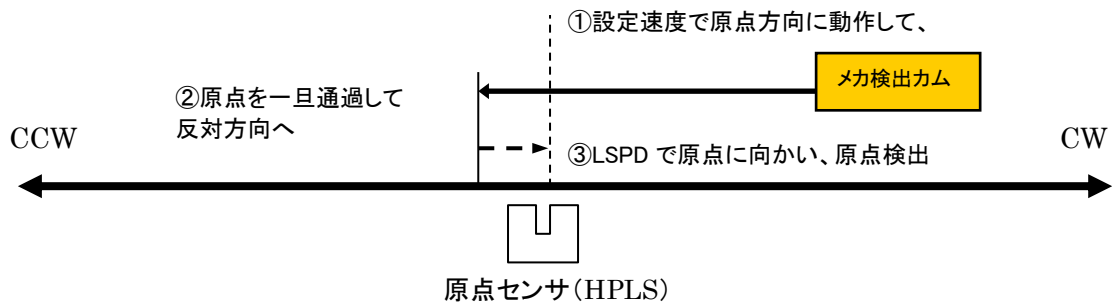 ①設定速度で原点方向に動作して、
メカ検出カム
②原点を一旦通過して
反対方向へ
CCW
CW
③LSPD で原点に向かい、原点検出
原点センサ(HPLS)